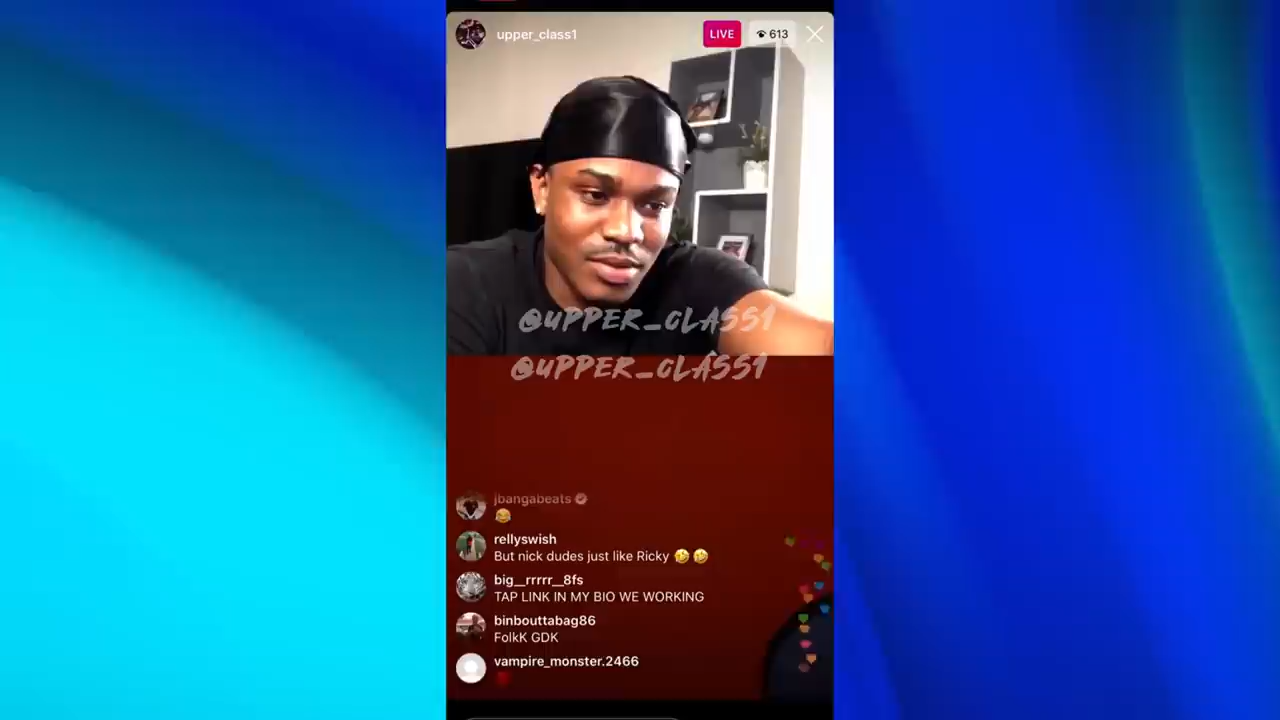 upper_class1
LIVE
613
@UPPER_CLASS1
@UPPER_CLASS1
jbangabeats
😂
rellyswish
But nick dudes just like Ricky 🤣 🤣
big__rrrrr__8fs
TAP LINK IN MY BIO WE WORKING
binbouttabag86
FolkK GDK
vampire_monster.2466